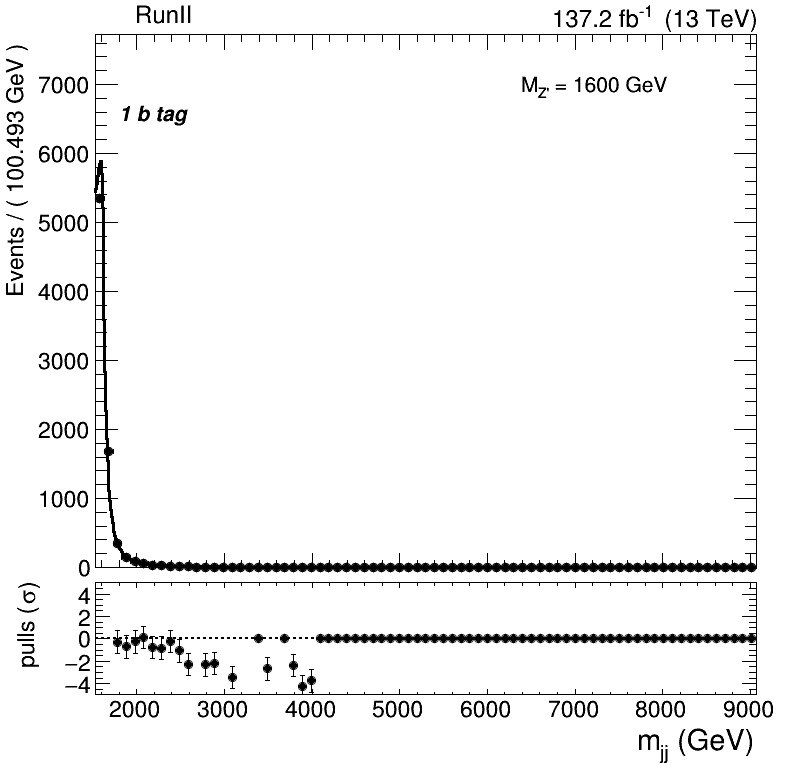 RunII
137.2 fb⁻¹ (13 TeV)
Events / ( 100.493 GeV )
7000
6000
5000
4000
3000
2000
1000
0
1 b tag
M_Z' = 1600 GeV
pulls (σ)
4
2
0
−2
−4
2000 3000 4000 5000 6000 7000 8000 9000
m_jj (GeV)